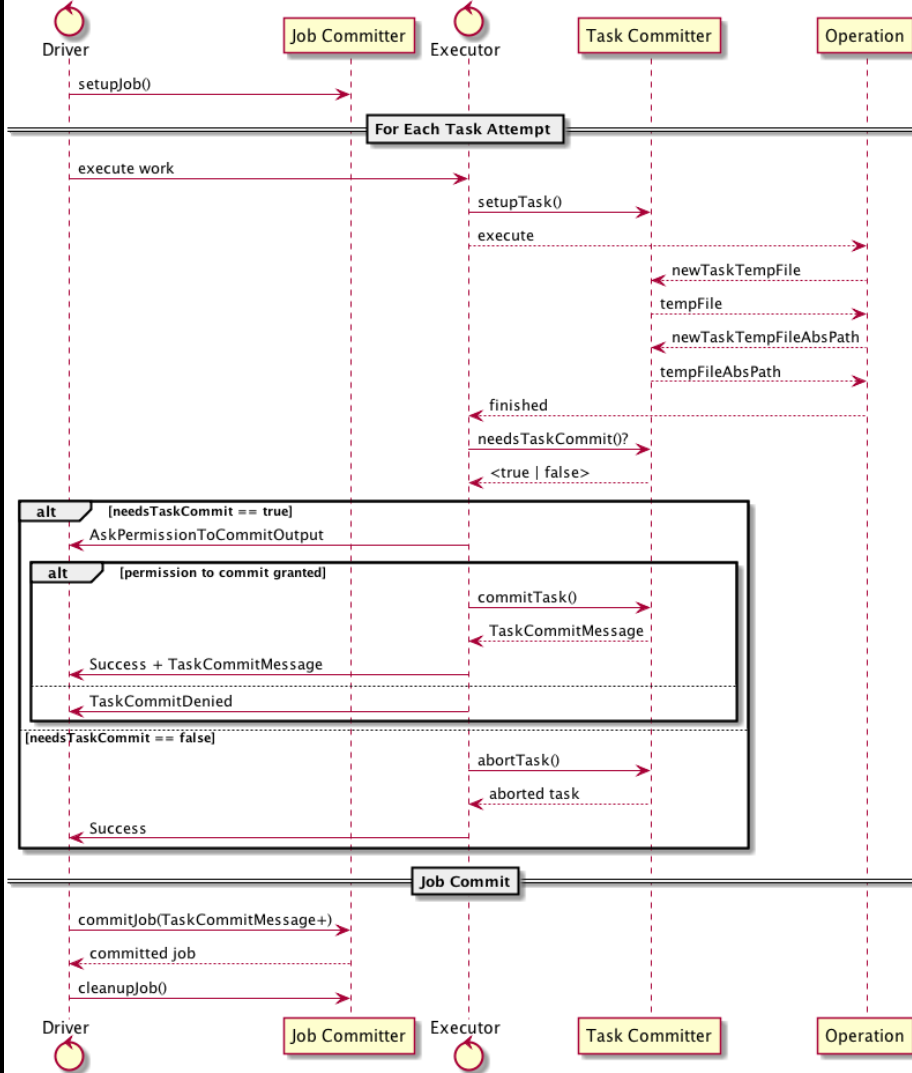 Driver
Job Committer
Executor
Task Committer
Operation
setupJob()
For Each Task Attempt
execute work
setupTask()
execute
newTaskTempFile
tempFile
newTaskTempFileAbsPath
tempFileAbsPath
finished
needsTaskCommit()?
<true | false>
alt [needsTaskCommit == true]
AskPermissionToCommitOutput
alt [permission to commit granted]
commitTask()
TaskCommitMessage
Success + TaskCommitMessage
TaskCommitDenied
[needsTaskCommit == false]
abortTask()
aborted task
Success
Job Commit
commitJob(TaskCommitMessage+)
committed job
cleanupJob()
Driver
Job Committer
Executor
Task Committer
Operation